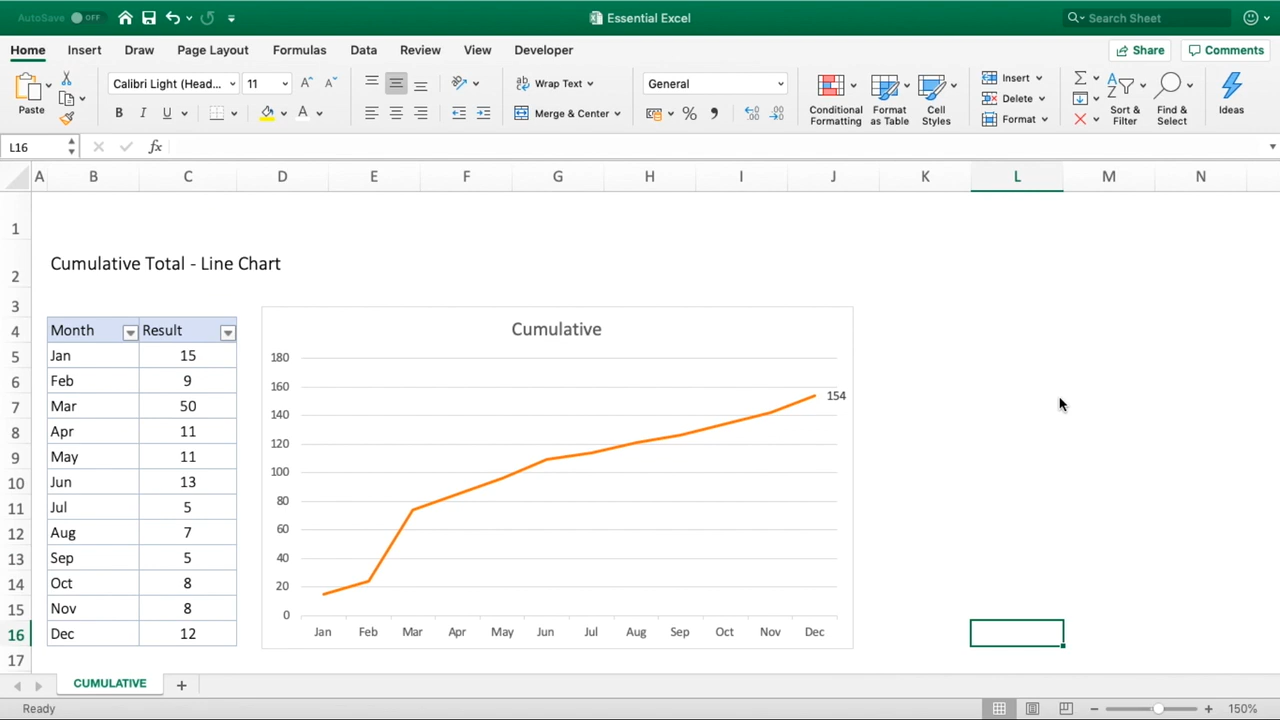 AutoSave OFF
Essential Excel
Search Sheet
Home Insert Draw Page Layout Formulas Data Review View Developer
Share Comments
Paste
Calibri Light (Head... 11
B I U
A
ab Wrap Text
Merge & Center
General
%
Conditional Formatting
Format as Table
Cell Styles
Insert
Delete
Format
Sort & Filter
Find & Select
Ideas
L16 fx
A B C D E F G H I J K L M N
1
2 Cumulative Total - Line Chart
3
4 Month Result
5 Jan 15
6 Feb 9
7 Mar 50
8 Apr 11
9 May 11
10 Jun 13
11 Jul 5
12 Aug 7
13 Sep 5
14 Oct 8
15 Nov 8
16 Dec 12
17
Cumulative
180
160
140
120
100
80
60
40
20
0
154
Jan Feb Mar Apr May Jun Jul Aug Sep Oct Nov Dec
CUMULATIVE
Ready
150%